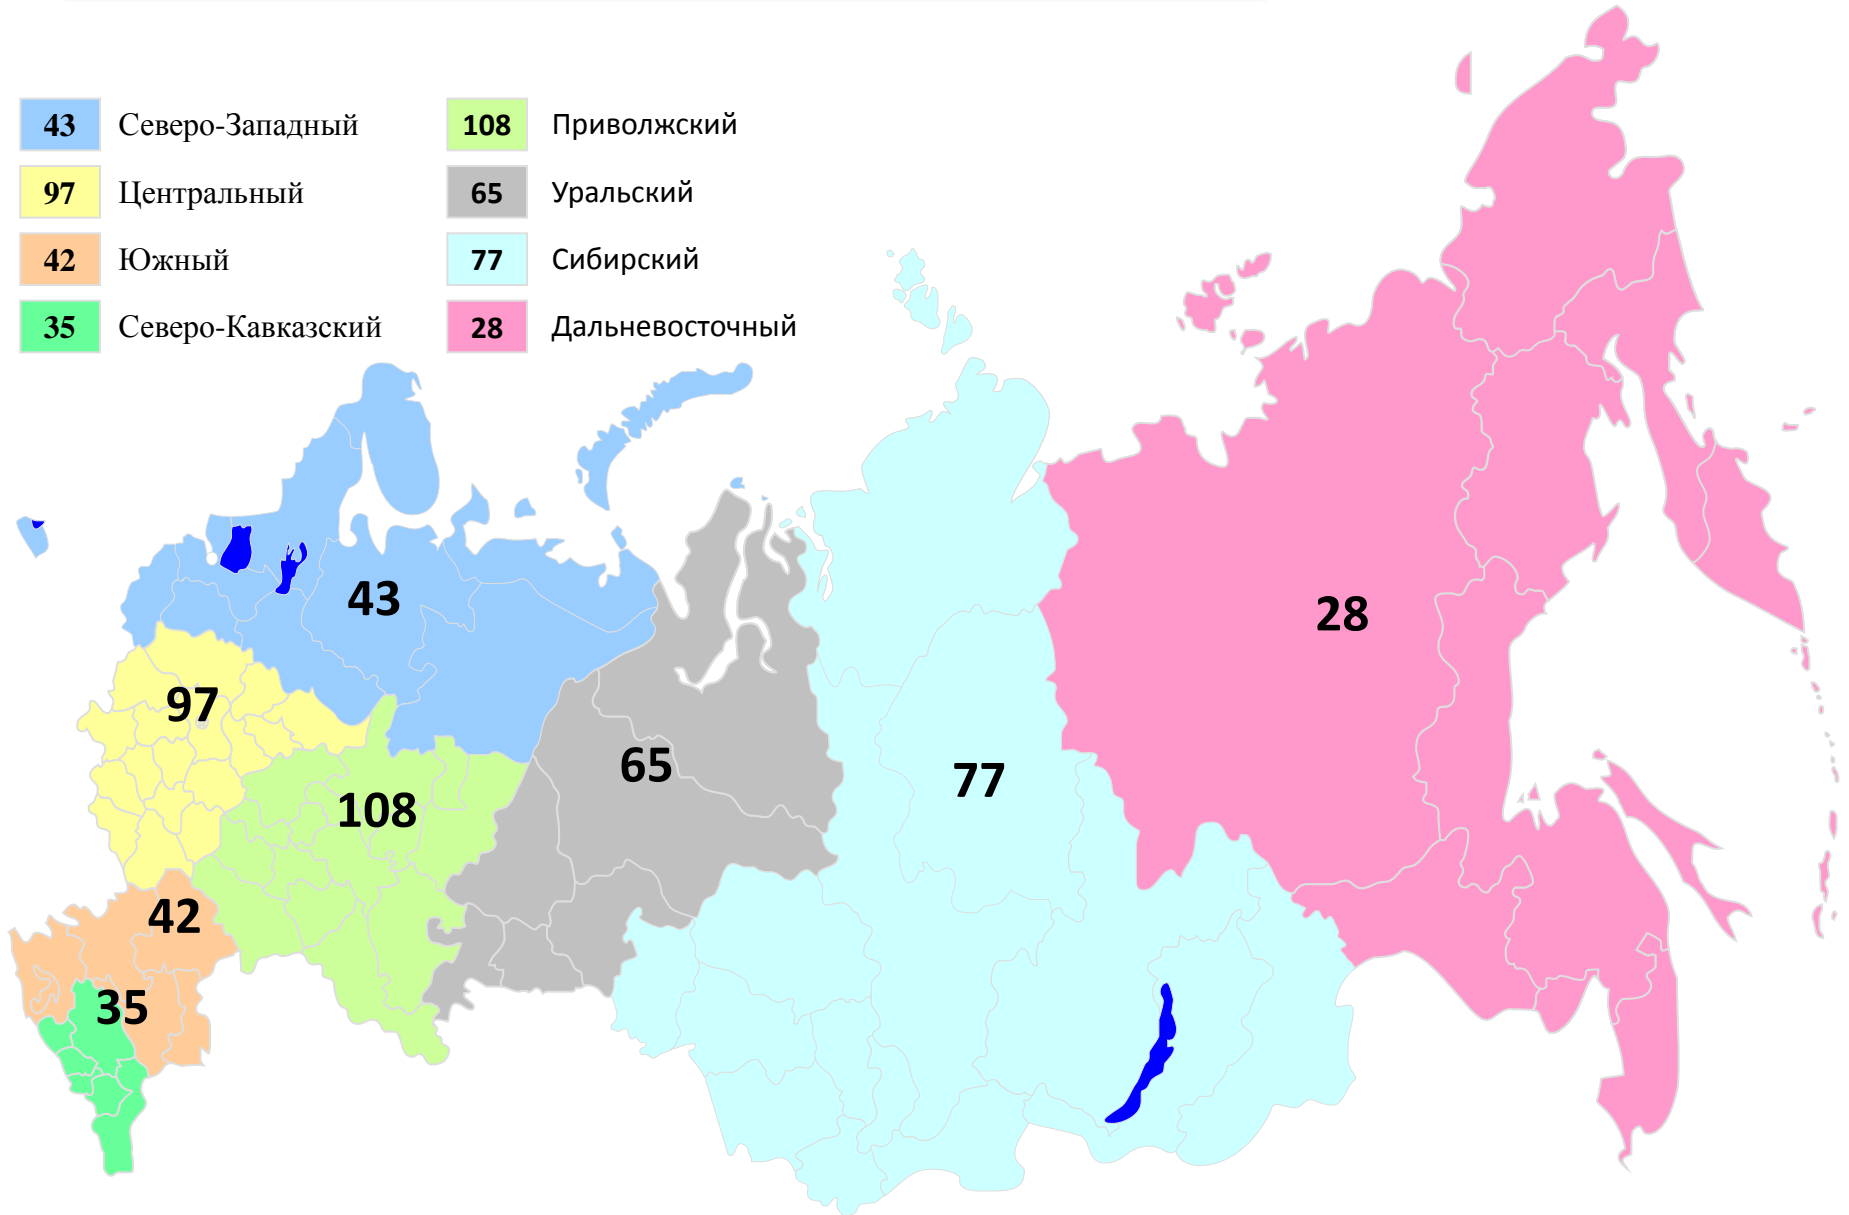 43 Северо-Западный
97 Центральный
42 Южный
35 Северо-Кавказский
108 Приволжский
65 Уральский
77 Сибирский
28 Дальневосточный
43
28
97
65
77
108
42
35